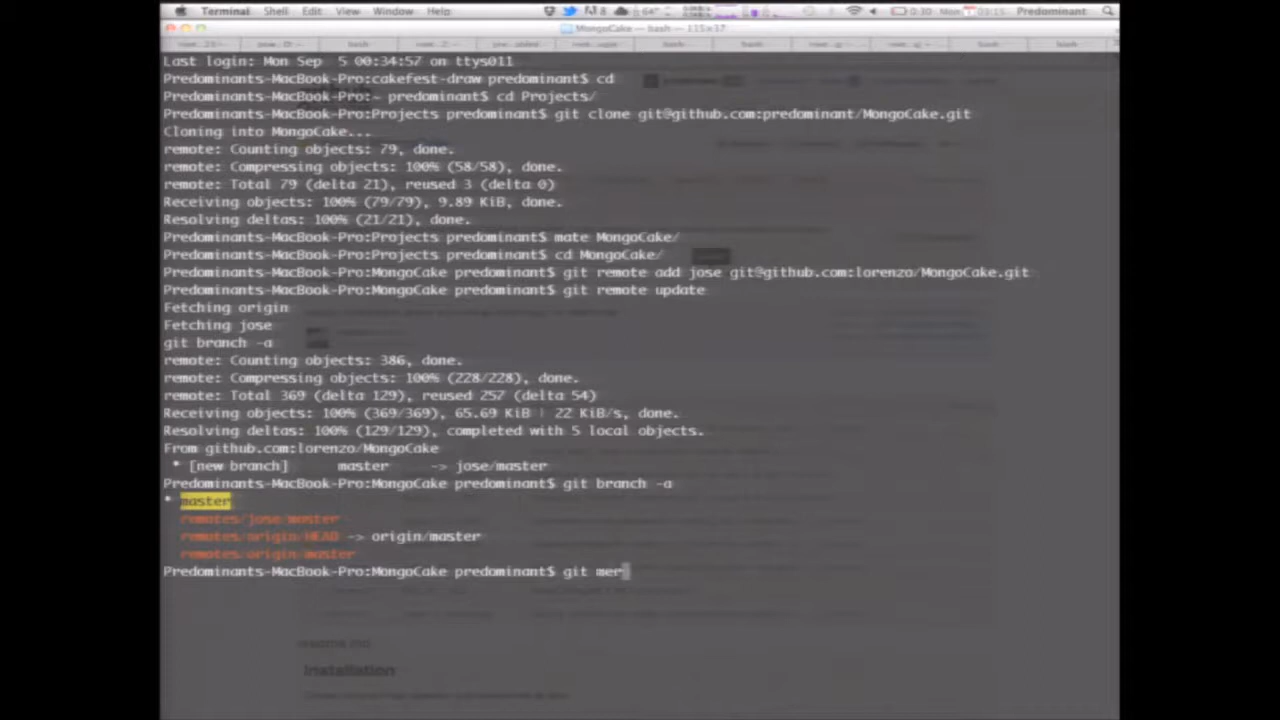 Terminal Shell Edit View Window Help Predominant
MongoCake — bash — 115×37
Last login: Mon Sep  5 00:34:57 on ttys011
Predominants-MacBook-Pro:cakefest-draw predominant$ cd
Predominants-MacBook-Pro:~ predominant$ cd Projects/
Predominants-MacBook-Pro:Projects predominant$ git clone git@github.com:predominant/MongoCake.git
Cloning into MongoCake...
remote: Counting objects: 79, done.
remote: Compressing objects: 100% (58/58), done.
remote: Total 79 (delta 21), reused 3 (delta 0)
Receiving objects: 100% (79/79), 9.89 KiB, done.
Resolving deltas: 100% (21/21), done.
Predominants-MacBook-Pro:Projects predominant$ mate MongoCake/
Predominants-MacBook-Pro:Projects predominant$ cd MongoCake/
Predominants-MacBook-Pro:MongoCake predominant$ git remote add jose git@github.com:lorenzo/MongoCake.git
Predominants-MacBook-Pro:MongoCake predominant$ git remote update
Fetching origin
Fetching jose
git branch -a
remote: Counting objects: 386, done.
remote: Compressing objects: 100% (228/228), done.
remote: Total 369 (delta 129), reused 257 (delta 54)
Receiving objects: 100% (369/369), 65.69 KiB | 22 KiB/s, done.
Resolving deltas: 100% (129/129), completed with 5 local objects.
From github.com:lorenzo/MongoCake
 * [new branch]      master     -> jose/master
Predominants-MacBook-Pro:MongoCake predominant$ git branch -a
* master
  remotes/jose/master
  remotes/origin/HEAD -> origin/master
  remotes/origin/master
Predominants-MacBook-Pro:MongoCake predominant$ git mer
Installation